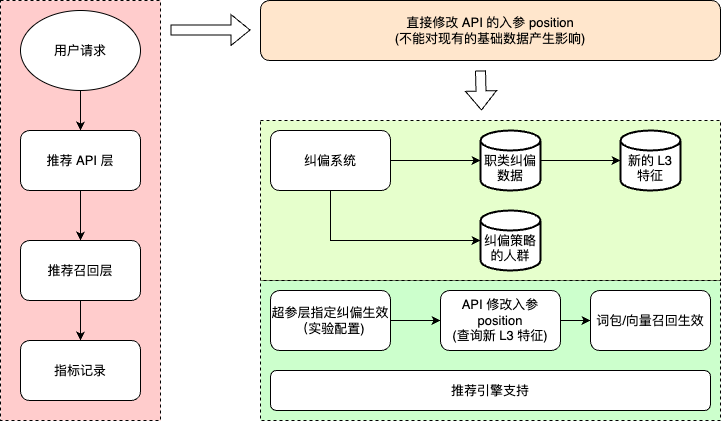 用户请求
推荐 API 层
推荐召回层
指标记录
直接修改 API 的入参 position
(不能对现有的基础数据产生影响)
纠偏系统
职类纠偏
数据
新的 L3
特征
纠偏策略
的人群
超参层指定纠偏生效
（实验配置)
API 修改入参
position
(查询新 L3 特征)
词包/向量召回生效
推荐引擎支持